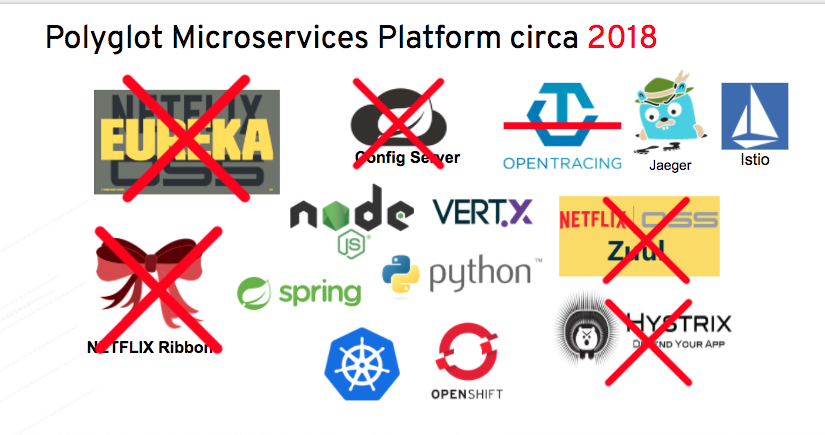 Polyglot Microservices Platform circa 2018
NETFLIX
EUREKA
OSS
Config Server
OPENTRACING
Jaeger
Istio
node
JS
VERT.X
NETFLIX OSS
Zuul
spring
python™
NETFLIX Ribbon
HYSTRIX
DEFEND YOUR APP
OPENSHIFT